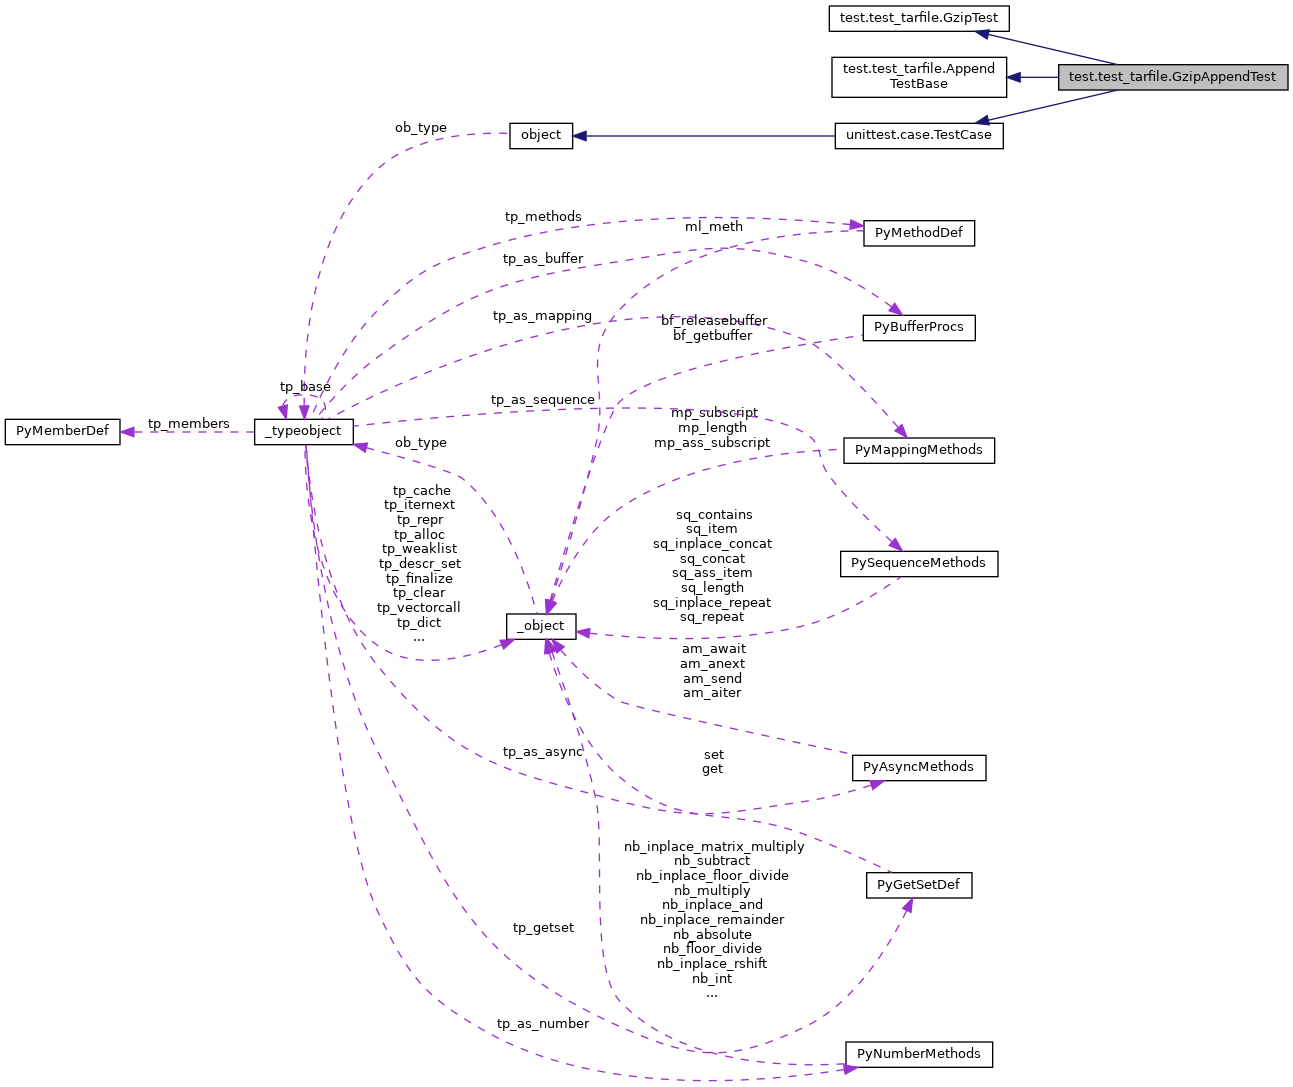 test.test_tarfile.GzipTest
test.test_tarfile.Append
TestBase
test.test_tarfile.GzipAppendTest
ob_type
object
unittest.case.TestCase
tp_methods
ml_meth
PyMethodDef
tp_as_buffer
tp_as_mapping
bf_releasebuffer
bf_getbuffer
PyBufferProcs
tp_base
tp_as_sequence
mp_subscript
mp_length
mp_ass_subscript
PyMemberDef
tp_members
_typeobject
ob_type
PyMappingMethods
tp_cache
tp_iternext
tp_repr
tp_alloc
tp_weaklist
tp_descr_set
tp_finalize
tp_clear
tp_vectorcall
tp_dict
...
sq_contains
sq_item
sq_inplace_concat
sq_concat
sq_ass_item
sq_length
sq_inplace_repeat
sq_repeat
PySequenceMethods
_object
am_await
am_anext
am_send
am_aiter
tp_as_async
set
get
PyAsyncMethods
nb_inplace_matrix_multiply
nb_subtract
nb_inplace_floor_divide
nb_multiply
nb_inplace_and
nb_inplace_remainder
nb_absolute
nb_floor_divide
nb_inplace_rshift
nb_int
...
PyGetSetDef
tp_getset
tp_as_number
PyNumberMethods